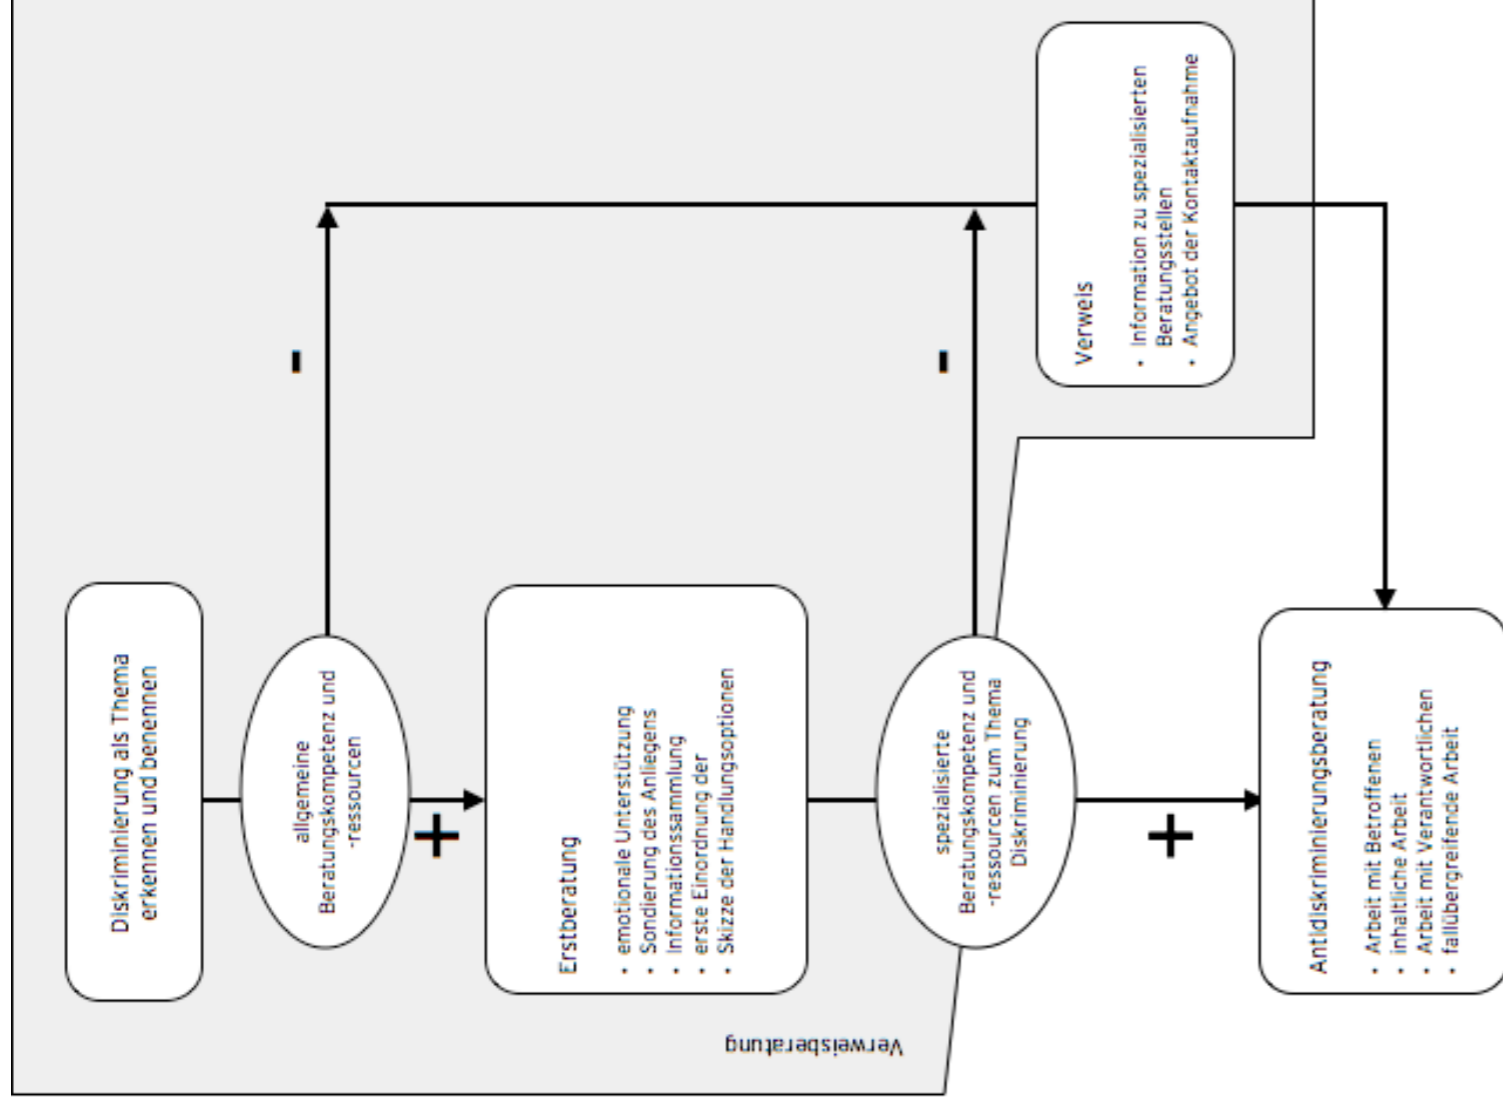 Diskriminierung als Thema
erkennen und benennen
allgemeine
Beratungskompetenz und
-ressourcen
-
+
Erstberatung
• emotionale Unterstützung
• Sondierung des Anliegens
• Informationssammlung
• erste Einordnung der
• Skizze der Handlungsoptionen
spezialisierte
Beratungskompetenz und
-ressourcen zum Thema
Diskriminierung
-
+
Verweis
• Information zu spezialisierten
Beratungsstellen
• Angebot der Kontaktaufnahme
Antidiskriminierungsberatung
• Arbeit mit Betroffenen
• inhaltliche Arbeit
• Arbeit mit Verantwortlichen
• fallübergreifende Arbeit
Verweisberatung